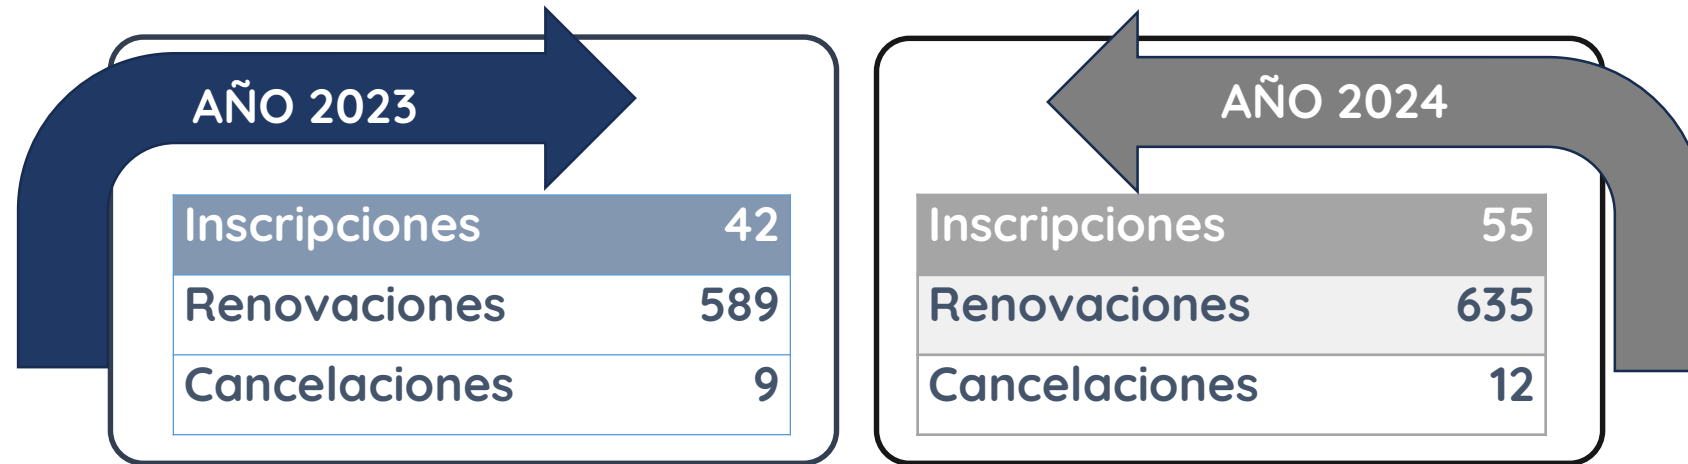 AÑO 2023
Inscripciones 42
Renovaciones 589
Cancelaciones 9
AÑO 2024
Inscripciones 55
Renovaciones 635
Cancelaciones 12